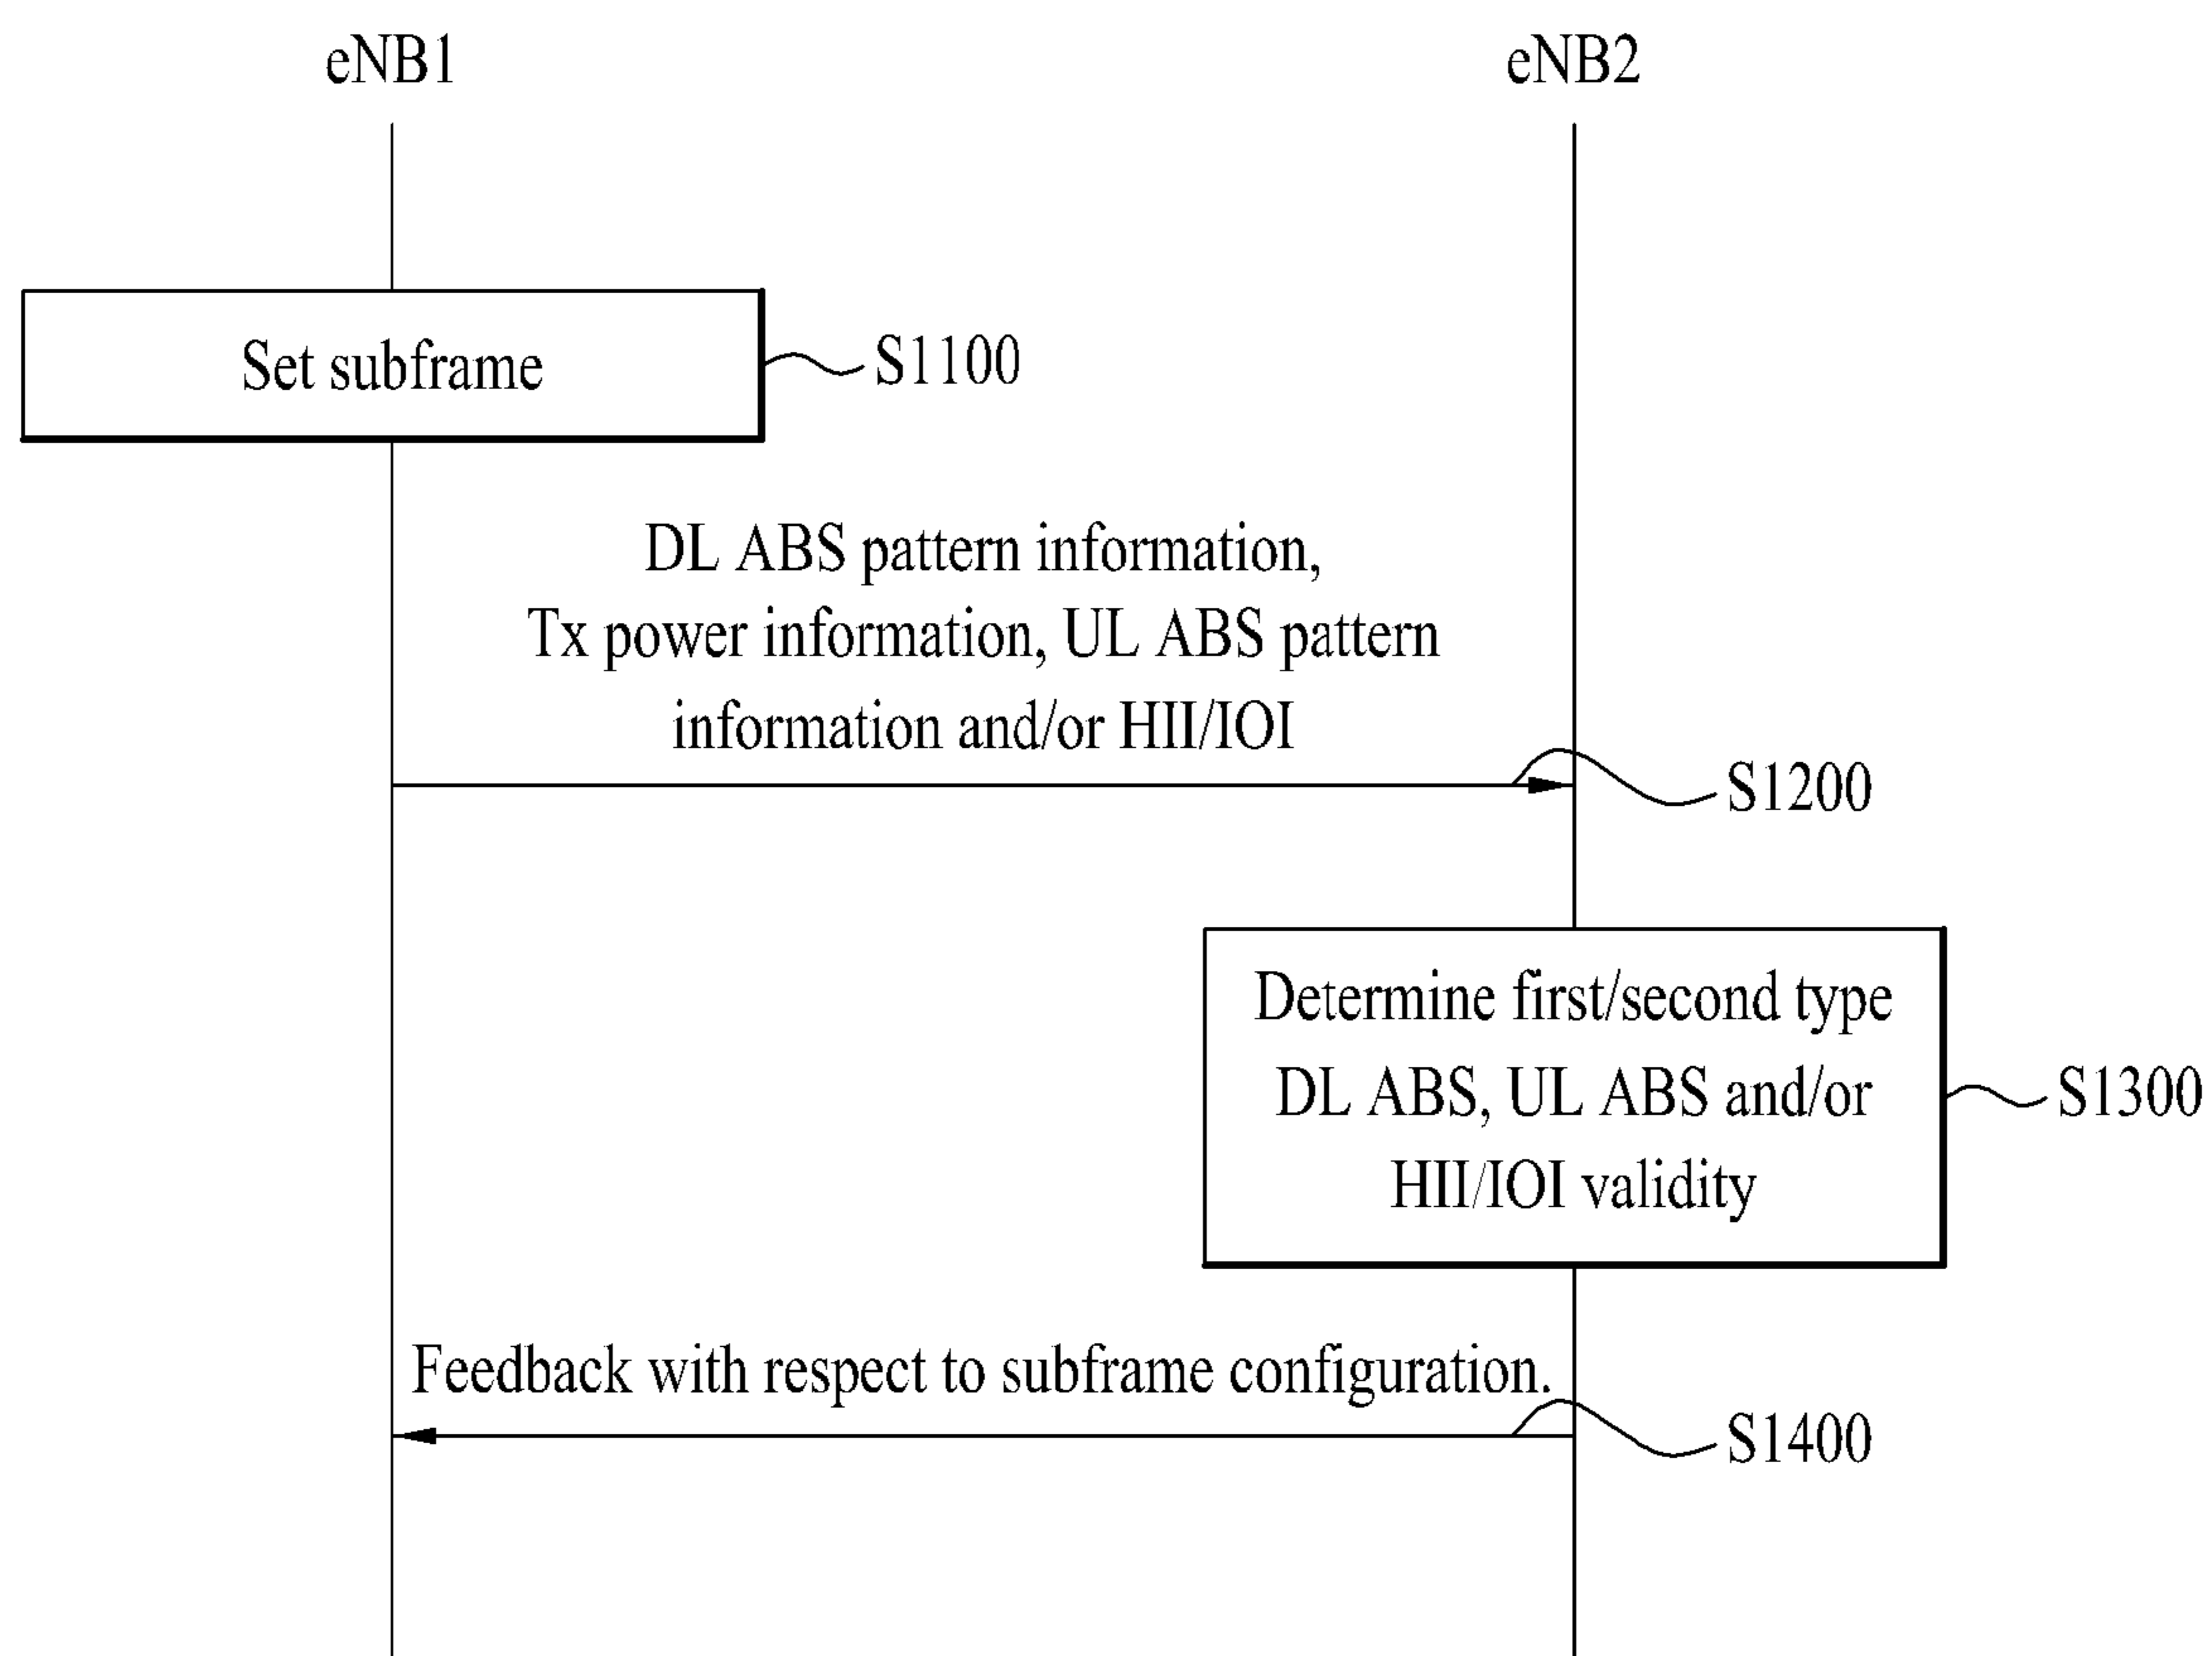 eNB1
eNB2
Set subframe
S1100
DL ABS pattern information,
Tx power information, UL ABS pattern
information and/or HII/IOI
S1200
Determine first/second type
DL ABS, UL ABS and/or
HII/IOI validity
S1300
Feedback with respect to subframe configuration.
S1400